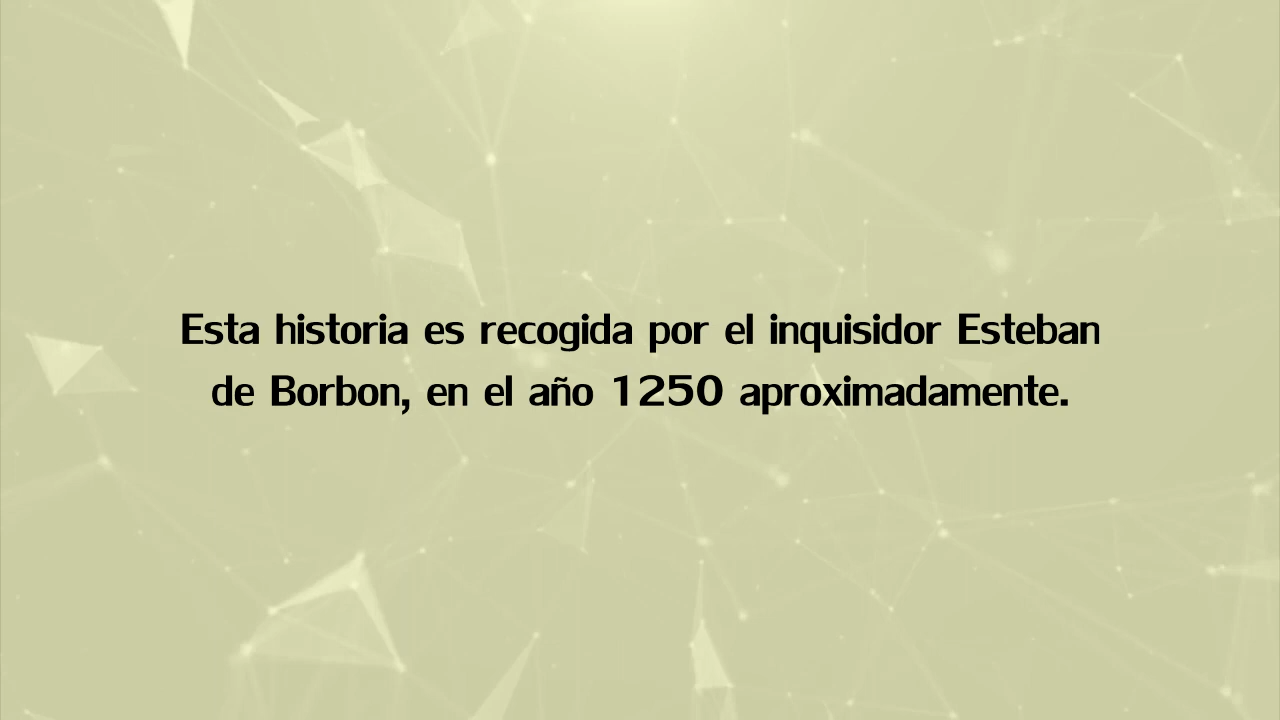 Esta historia es recogida por el inquisidor Esteban
de Borbon, en el año 1250 aproximadamente.